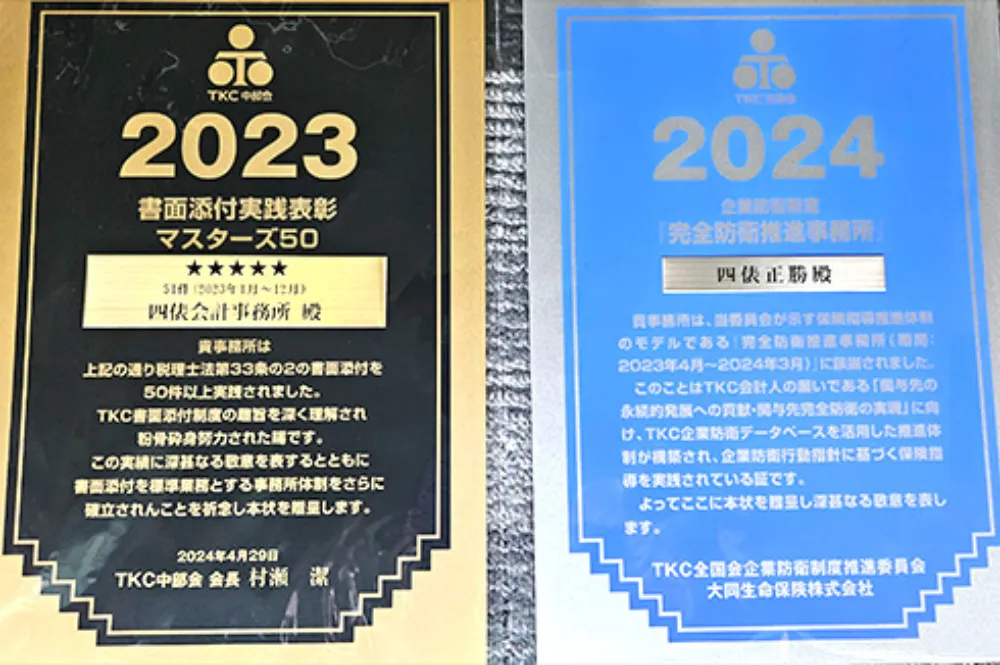 TKC 中部会
2023
書面添付実践表彰
マスターズ50
★★★★★
51件（2023年1月～12月）
四俵会計事務所 殿
貴事務所は
上記の通り税理士法第33条の2の書面添付を
50件以上実践されました。
TKC書面添付制度の趣旨を深く理解され
粉骨砕身努力された譯です。
この実績に深甚なる敬意を表するとともに
書面添付を標準業務とする事務所体制をさらに
確立されんことを祈念し本状を贈呈します。
2024年4月29日
TKC中部会 会長 村瀬 潔
TKC 中部会
2024
企業防衛推進
『完全防衛推進事務所』
四俵正勝殿
貴事務所は、当委員会が示す保険指導推進体制
のモデルである『完全防衛推進事務所（期間：
2023年4月～2024年3月）』に該当されました。
このことはTKC会計人の願いである「関与先の
永続的発展への貢献・関与先完全防衛の実現」に向
け、TKC企業防衛データベースを活用した推進体
制が構築され、企業防衛行動指針に基づく保険指
導を実践されている証です。
よってここに本状を贈呈し深甚なる敬意を表し
ます。
TKC全国会企業防衛制度推進委員会
大同生命保険株式会社